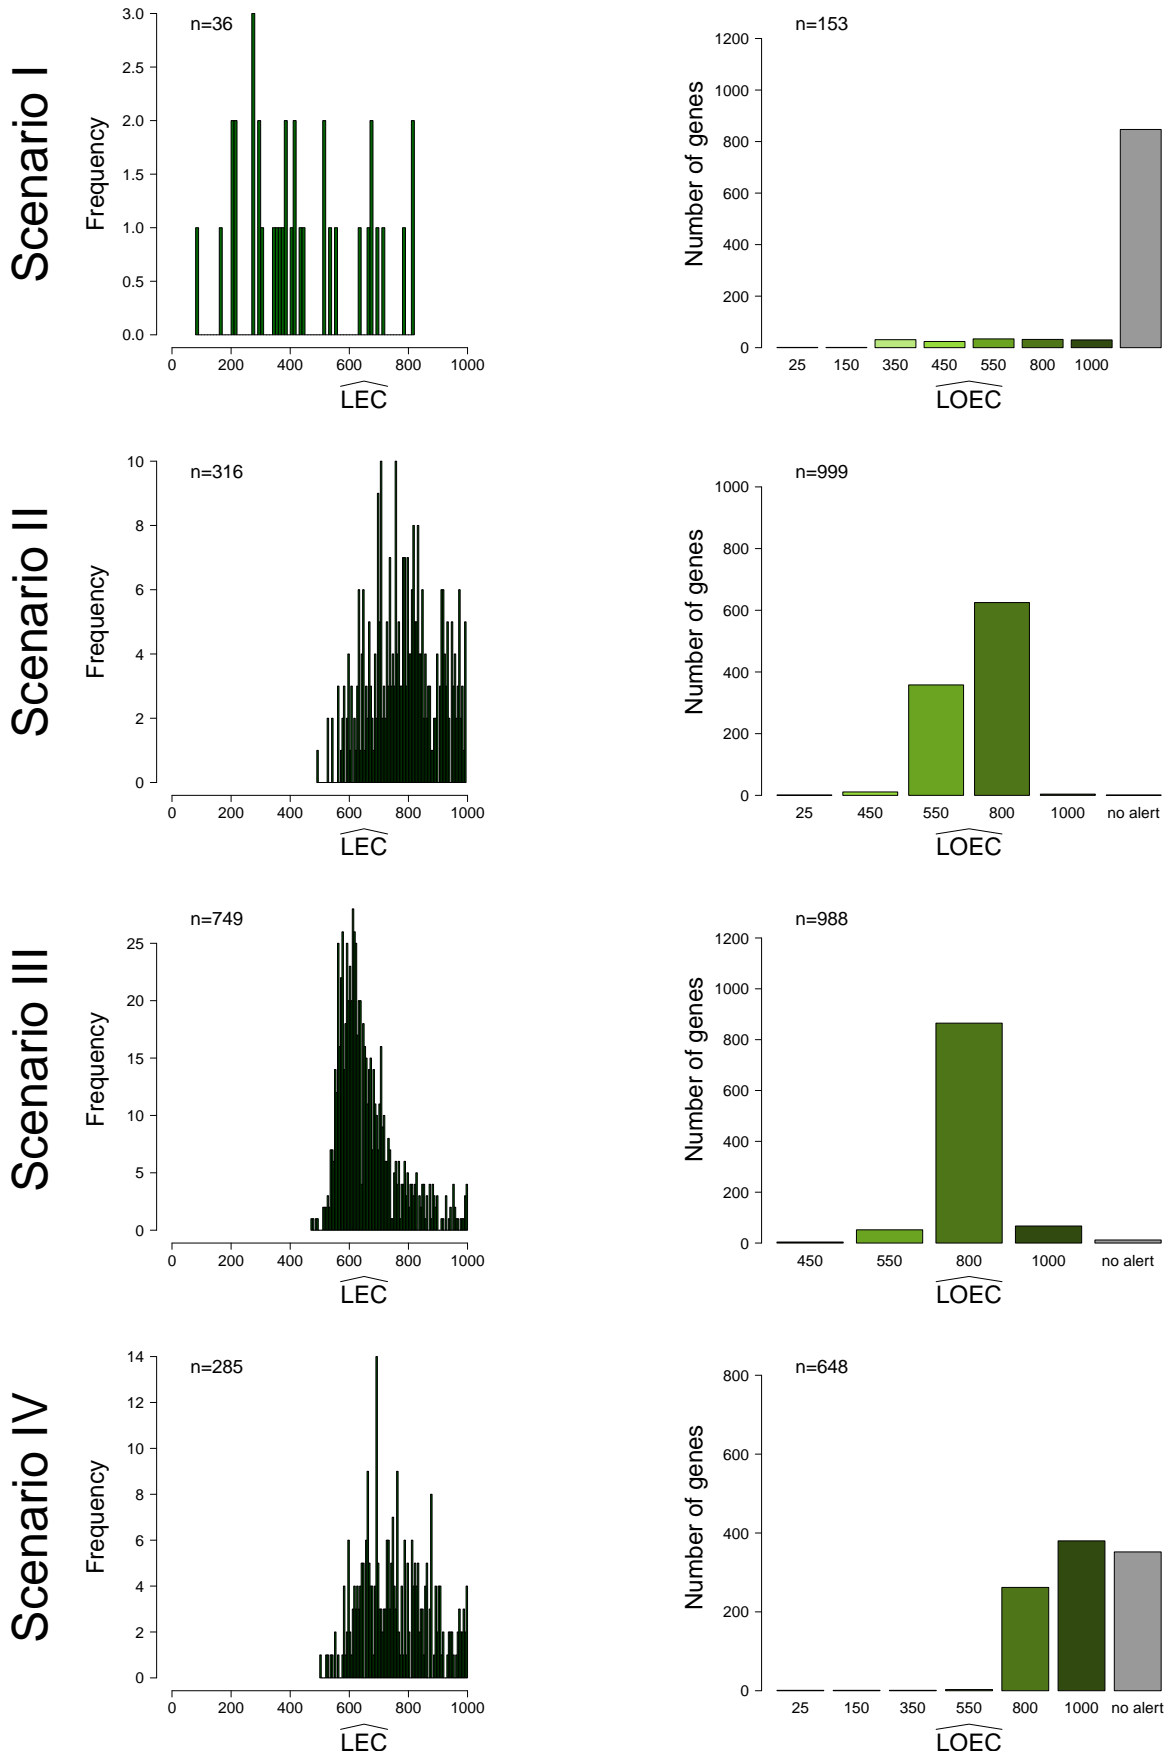 Scenario I
n=36
Frequency
3.0
2.5
2.0
1.5
1.0
0.5
0.0
0 200 400 600 800 1000
LEC
n=153
Number of genes
1200
1000
800
600
400
200
0
25 150 350 450 550 800 1000
LOEC
Scenario II
n=316
Frequency
10
8
6
4
2
0
0 200 400 600 800 1000
LEC
n=999
Number of genes
1000
800
600
400
200
0
25 450 550 800 1000 no alert
LOEC
Scenario III
n=749
Frequency
25
20
15
10
5
0
0 200 400 600 800 1000
LEC
n=988
Number of genes
1200
1000
800
600
400
200
0
450 550 800 1000 no alert
LOEC
Scenario IV
n=285
Frequency
14
12
10
8
6
4
2
0
0 200 400 600 800 1000
LEC
n=648
Number of genes
800
600
400
200
0
25 150 350 550 800 1000 no alert
LOEC